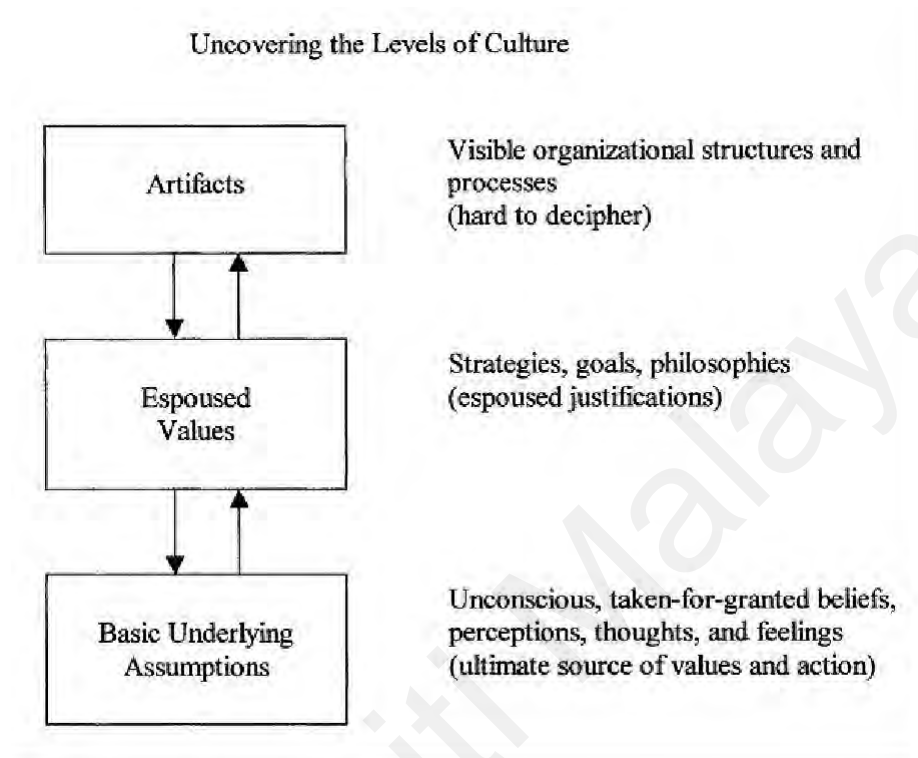 Uncovering the Levels of Culture
Artifacts
Visible organizational structures and
processes
(hard to decipher)
Espoused
Values
Strategies, goals, philosophies
(espoused justifications)
Basic Underlying
Assumptions
Unconscious, taken-for-granted beliefs,
perceptions, thoughts, and feelings
(ultimate source of values and action)
iti Malaya